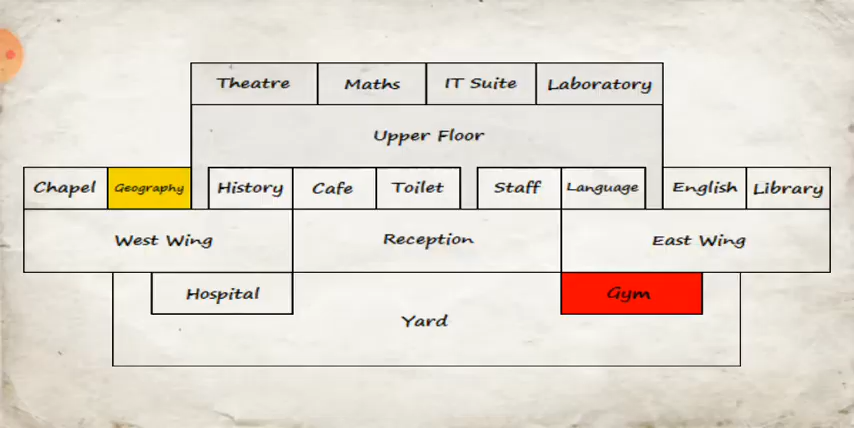 Theatre Maths IT Suite Laboratory
Upper Floor
Chapel Geography History Cafe Toilet Staff Language English Library
West Wing Reception East Wing
Hospital Gym
Yard